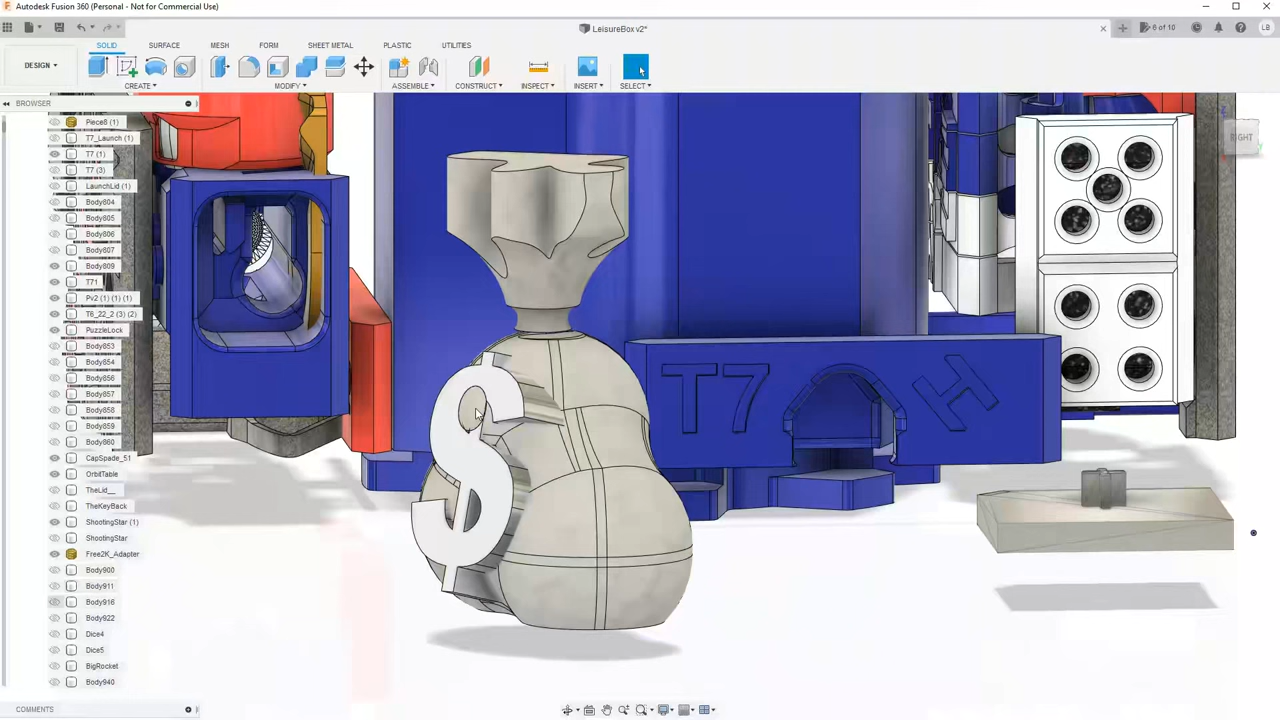 Autodesk Fusion 360 (Personal - Not for Commercial Use)
LeisureBox v2*
6 of 10
LB
SOLID SURFACE MESH FORM SHEET METAL PLASTIC UTILITIES
DESIGN
CREATE MODIFY ASSEMBLE CONSTRUCT INSPECT INSERT SELECT
BROWSER
Piece8 (1)
T7_Launch (1)
T7 (1)
T7 (3)
LaunchLid (1)
Body804
Body805
Body806
Body807
Body809
T71
Pv2 (1) (1) (1)
T6_22_2 (3) (2)
PuzzleLock
Body853
Body854
Body856
Body857
Body858
Body859
Body860
CapSpade_51
OrbitTable
TheLid__
TheKeyBack
ShootingStar (1)
ShootingStar
Free2K_Adapter
Body900
Body911
Body916
Body922
Dice4
Dice5
BigRocket
Body940
RIGHT
$
T7
H
COMMENTS